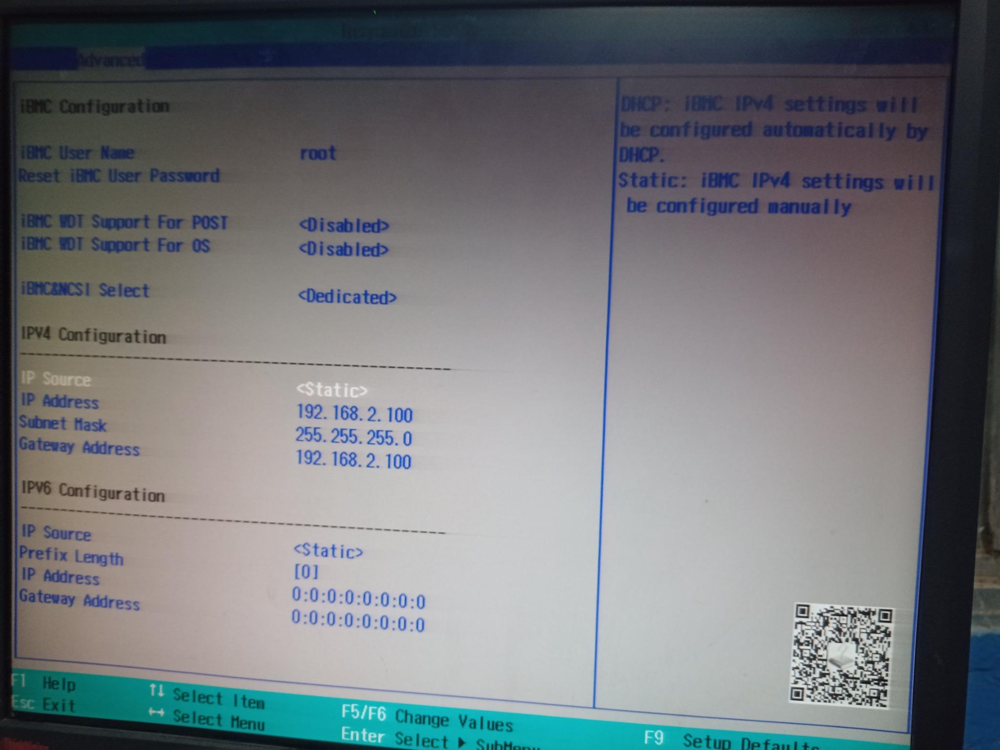 Advanced
iBMC Configuration
iBMC User Name root
Reset iBMC User Password
iBMC WDT Support For POST <Disabled>
iBMC WDT Support For OS <Disabled>
iBMC&NCSI Select <Dedicated>
IPV4 Configuration
IP Source <Static>
IP Address 192.168.2.100
Subnet Mask 255.255.255.0
Gateway Address 192.168.2.100
IPV6 Configuration
IP Source <Static>
Prefix Length [0]
IP Address 0:0:0:0:0:0:0:0
Gateway Address 0:0:0:0:0:0:0:0
DHCP: iBMC IPv4 settings will
be configured automatically by
DHCP.
Static: iBMC IPv4 settings will
be configured manually
F1 Help ↑↓ Select Item F5/F6 Change Values F9 Setup Defaults
Esc Exit ↔ Select Menu Enter Select ▶ SubMenu